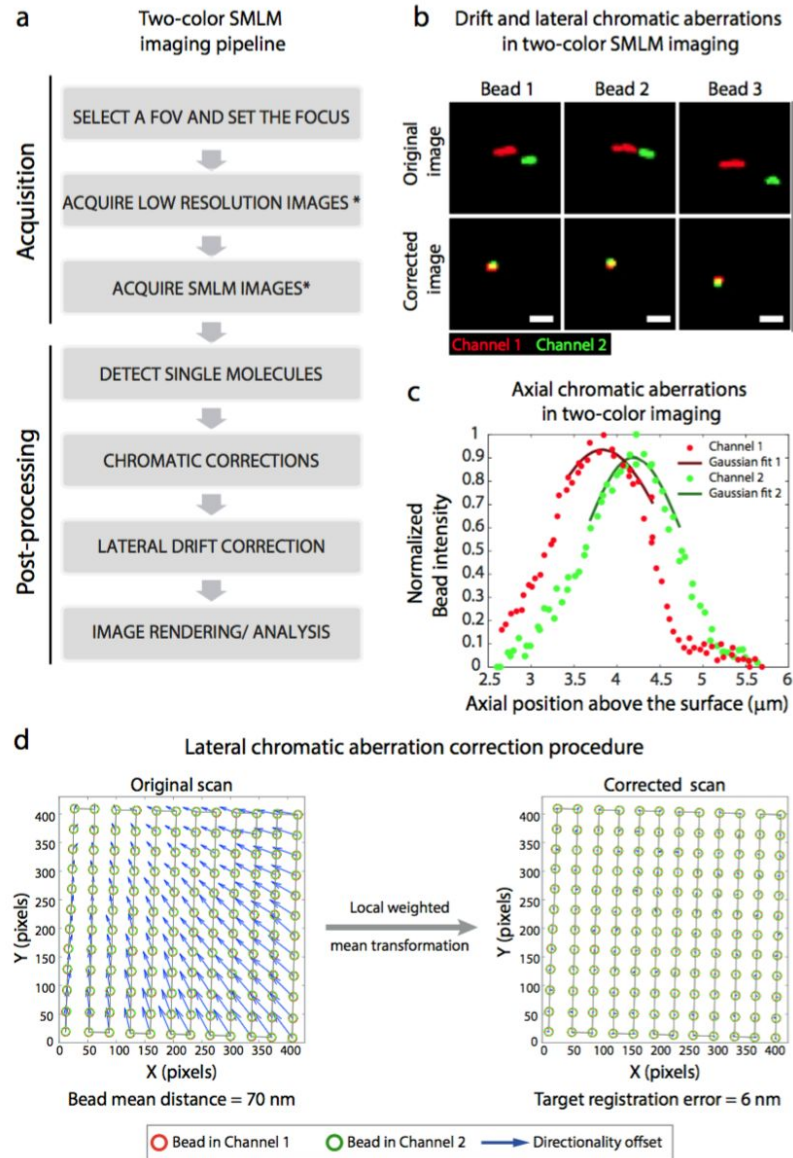 a
Two-color SMLM
imaging pipeline
Acquisition
SELECT A FOV AND SET THE FOCUS
ACQUIRE LOW RESOLUTION IMAGES *
ACQUIRE SMLM IMAGES*
Post-processing
DETECT SINGLE MOLECULES
CHROMATIC CORRECTIONS
LATERAL DRIFT CORRECTION
IMAGE RENDERING/ ANALYSIS
b
Drift and lateral chromatic aberrations
in two-color SMLM imaging
Bead 1 Bead 2 Bead 3
Original
image
Corrected
image
Channel 1 Channel 2
c
Axial chromatic aberrations
in two-color imaging
Normalized
Bead intensity
1
0.9
0.8
0.7
0.6
0.5
0.4
0.3
0.2
0.1
0
Channel 1
Gaussian fit 1
Channel 2
Gaussian fit 2
2.5 3 3.5 4 4.5 5 5.5 6
Axial position above the surface (μm)
d
Lateral chromatic aberration correction procedure
Original scan
Y (pixels)
400
350
300
250
200
150
100
50
0
0 50 100 150 200 250 300 350 400
X (pixels)
Bead mean distance = 70 nm
Local weighted
mean transformation
Corrected scan
Y (pixels)
400
350
300
250
200
150
100
50
0
0 50 100 150 200 250 300 350 400
X (pixels)
Target registration error = 6 nm
Bead in Channel 1 Bead in Channel 2 Directionality offset